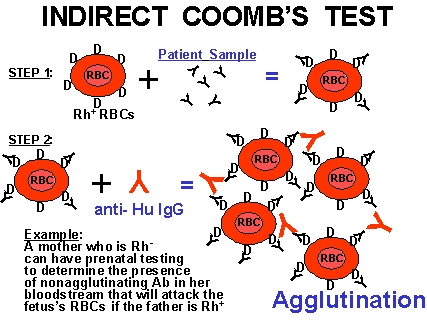 INDIRECT COOMB'S TEST
STEP 1:
D D D D D D
RBC
Rh+ RBCs
+
Patient Sample
=
D D D D D D
RBC
STEP 2:
D D D D D D
RBC
+
anti- Hu IgG
=
D D D D D D
RBC
D D D D D D
RBC
D D D D D D
RBC
D D D D D D
RBC
Example:
A mother who is Rh-
can have prenatal testing
to determine the presence
of nonagglutinating Ab in her
bloodstream that will attack the
fetus's RBCs if the father is Rh+
Agglutination